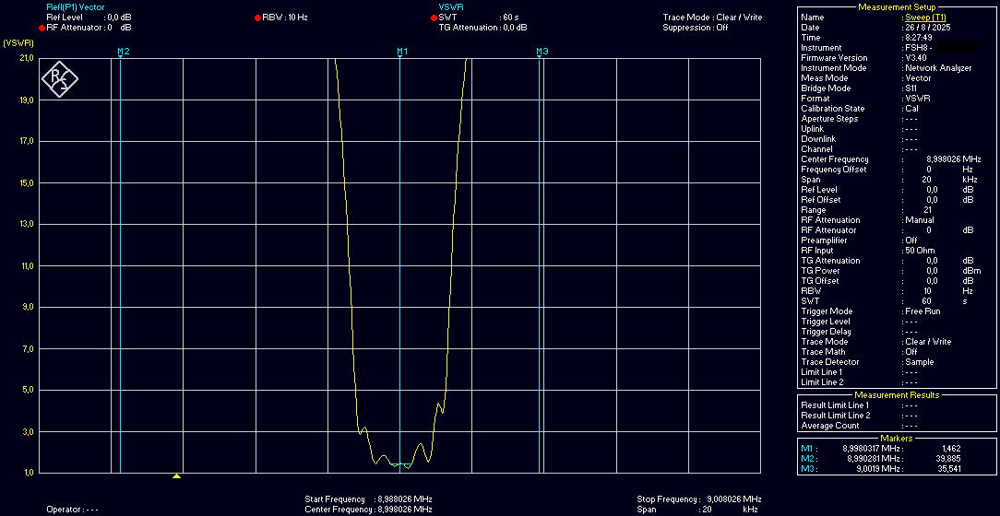 Refl(P1) Vector VSWR
Ref Level : 0,0 dB RBW : 10 Hz SWT : 60 s Trace Mode : Clear / Write
RF Attenuator : 0 dB TG Attenuation : 0,0 dB Suppression : Off
(VSWR)
M2 M1 M3
21,0
R S
19,0
17,0
15,0
13,0
11,0
9,0
7,0
5,0
3,0
1,0
Start Frequency : 8,988026 MHz Stop Frequency : 9,008026 MHz
Operator : - - - Center Frequency : 8,998026 MHz Span : 20 kHz
Measurement Setup
Name : Sweep (T1)
Date : 26 / 8 / 2025
Time : 8:27:49
Instrument : FSH8 -
Firmware Version : V3.40
Instrument Mode : Network Analyzer
Meas Mode : Vector
Bridge Mode : S11
Format : VSWR
Calibration State : Cal
Aperture Steps : - - -
Uplink : - - -
Downlink : - - -
Channel : - - -
Center Frequency : 8,998026 MHz
Frequency Offset : 0 Hz
Span : 20 kHz
Ref Level : 0,0 dB
Ref Offset : 0,0 dB
Range : 21
RF Attenuation : Manual
RF Attenuator : 0 dB
Preamplifier : Off
RF Input : 50 Ohm
TG Attenuation : 0,0 dB
TG Power : 0,0 dBm
TG Offset : 0,0 dB
RBW : 10 Hz
SWT : 60 s
Trigger Mode : Free Run
Trigger Level : - - -
Trigger Delay : - - -
Trace Mode : Clear / Write
Trace Math : Off
Trace Detector : Sample
Limit Line 1 : - - -
Limit Line 2 : - - -
Measurement Results
Result Limit Line 1 : - - -
Result Limit Line 2 : - - -
Average Count : - - -
Markers
M1 : 8,9980317 MHz : 1,462
M2 : 8,990281 MHz : 39,885
M3 : 9,0019 MHz : 35,541